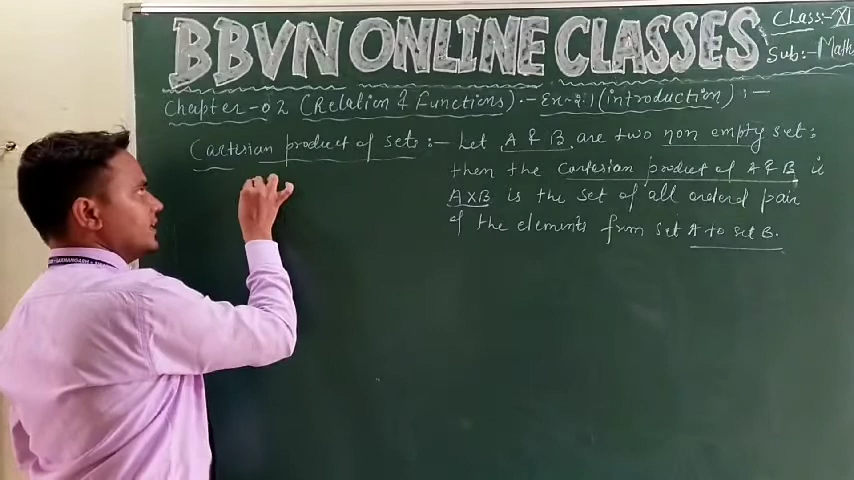 BBVN ONLINE CLASSES
Class:- XI
Sub:- Math
Chapter-02 (Relation & Functions).- Ex-2.1 (introduction):-
Cartesian product of sets:- Let A & B are two non empty set;
then the Cartesian product of A & B is
A×B is the set of all ordered pair
of the elements from set A to set B.